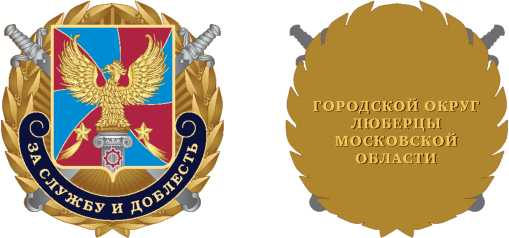 ЗА СЛУЖБУ И ДОБЛЕСТЬ
ГОРОДСКОЙ ОКРУГ
ЛЮБЕРЦЫ
МОСКОВСКОЙ
ОБЛАСТИ